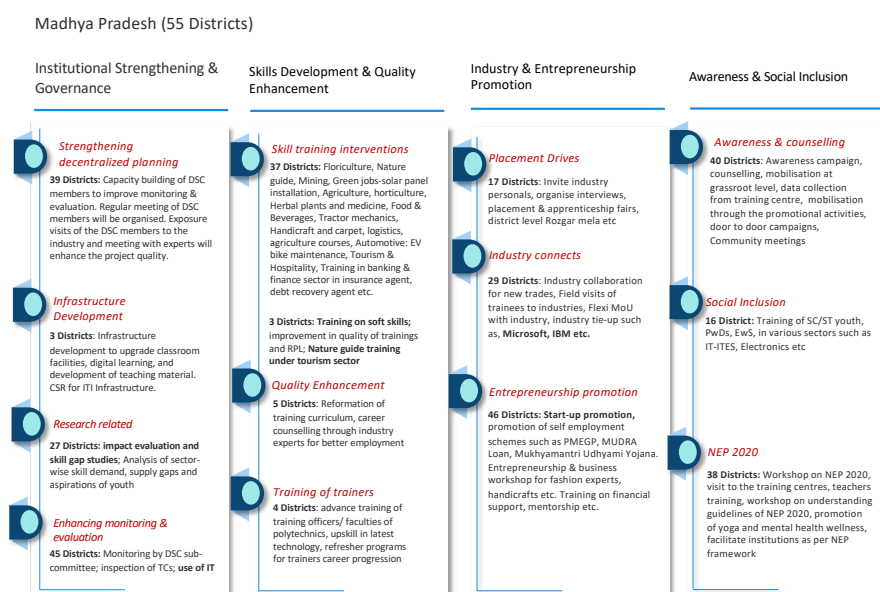 Madhya Pradesh (55 Districts)
Institutional Strengthening &
Governance
Strengthening
decentralized planning
39 Districts: Capacity building of DSC
members to improve monitoring &
evaluation. Regular meeting of DSC
members will be organised. Exposure
visits of the DSC members to the
industry and meeting with experts will
enhance the project quality.
Infrastructure
Development
3 Districts: Infrastructure
development to upgrade classroom
facilities, digital learning, and
development of teaching material.
CSR for ITI Infrastructure.
Research related
27 Districts: impact evaluation and
skill gap studies; Analysis of sector-
wise skill demand, supply gaps and
aspirations of youth
Enhancing monitoring &
evaluation
45 Districts: Monitoring by DSC sub-
committee; inspection of TCs; use of IT
Skills Development & Quality
Enhancement
Skill training interventions
37 Districts: Floriculture, Nature
guide, Mining, Green jobs-solar panel
installation, Agriculture, horticulture,
Herbal plants and medicine, Food &
Beverages, Tractor mechanics,
Handicraft and carpet, logistics,
agriculture courses, Automotive: EV
bike maintenance, Tourism &
Hospitality, Training in banking &
finance sector in insurance agent,
debt recovery agent etc.
3 Districts: Training on soft skills;
improvement in quality of trainings
and RPL; Nature guide training
under tourism sector
Quality Enhancement
5 Districts: Reformation of
training curriculum, career
counselling through industry
experts for better employment
Training of trainers
4 Districts: advance training of
training officers/ faculties of
polytechnics, upskill in latest
technology, refresher programs
for trainers career progression
Industry & Entrepreneurship
Promotion
Placement Drives
17 Districts: Invite industry
personals, organise interviews,
placement & apprenticeship fairs,
district level Rozgar mela etc
Industry connects
29 Districts: Industry collaboration
for new trades, Field visits of
trainees to industries, Flexi MoU
with industry, industry tie-up such
as, Microsoft, IBM etc.
Entrepreneurship promotion
46 Districts: Start-up promotion,
promotion of self employment
schemes such as PMEGP, MUDRA
Loan, Mukhyamantri Udhyami Yojana.
Entrepreneurship & business
workshop for fashion experts,
handicrafts etc. Training on financial
support, mentorship etc.
Awareness & Social Inclusion
Awareness & counselling
40 Districts: Awareness campaign,
counselling, mobilisation at
grassroot level, data collection
from training centre, mobilisation
through the promotional activities,
door to door campaigns,
Community meetings
Social Inclusion
16 District: Training of SC/ST youth,
PwDs, EwS, in various sectors such as
IT-ITES, Electronics etc
NEP 2020
38 Districts: Workshop on NEP 2020,
visit to the training centres, teachers
training, workshop on understanding
guidelines of NEP 2020, promotion
of yoga and mental health wellness,
facilitate institutions as per NEP
framework